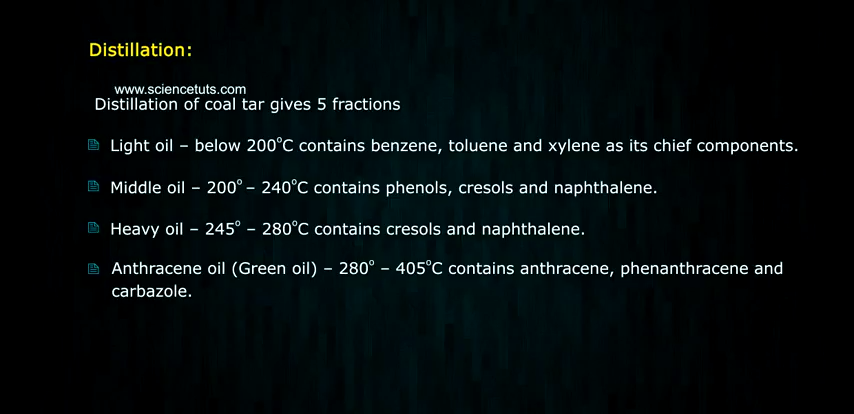 Distillation:
www.sciencetuts.com
Distillation of coal tar gives 5 fractions
Light oil – below 200°C contains benzene, toluene and xylene as its chief components.
Middle oil – 200° – 240°C contains phenols, cresols and naphthalene.
Heavy oil – 245° – 280°C contains cresols and naphthalene.
Anthracene oil (Green oil) – 280° – 405°C contains anthracene, phenanthracene and
carbazole.